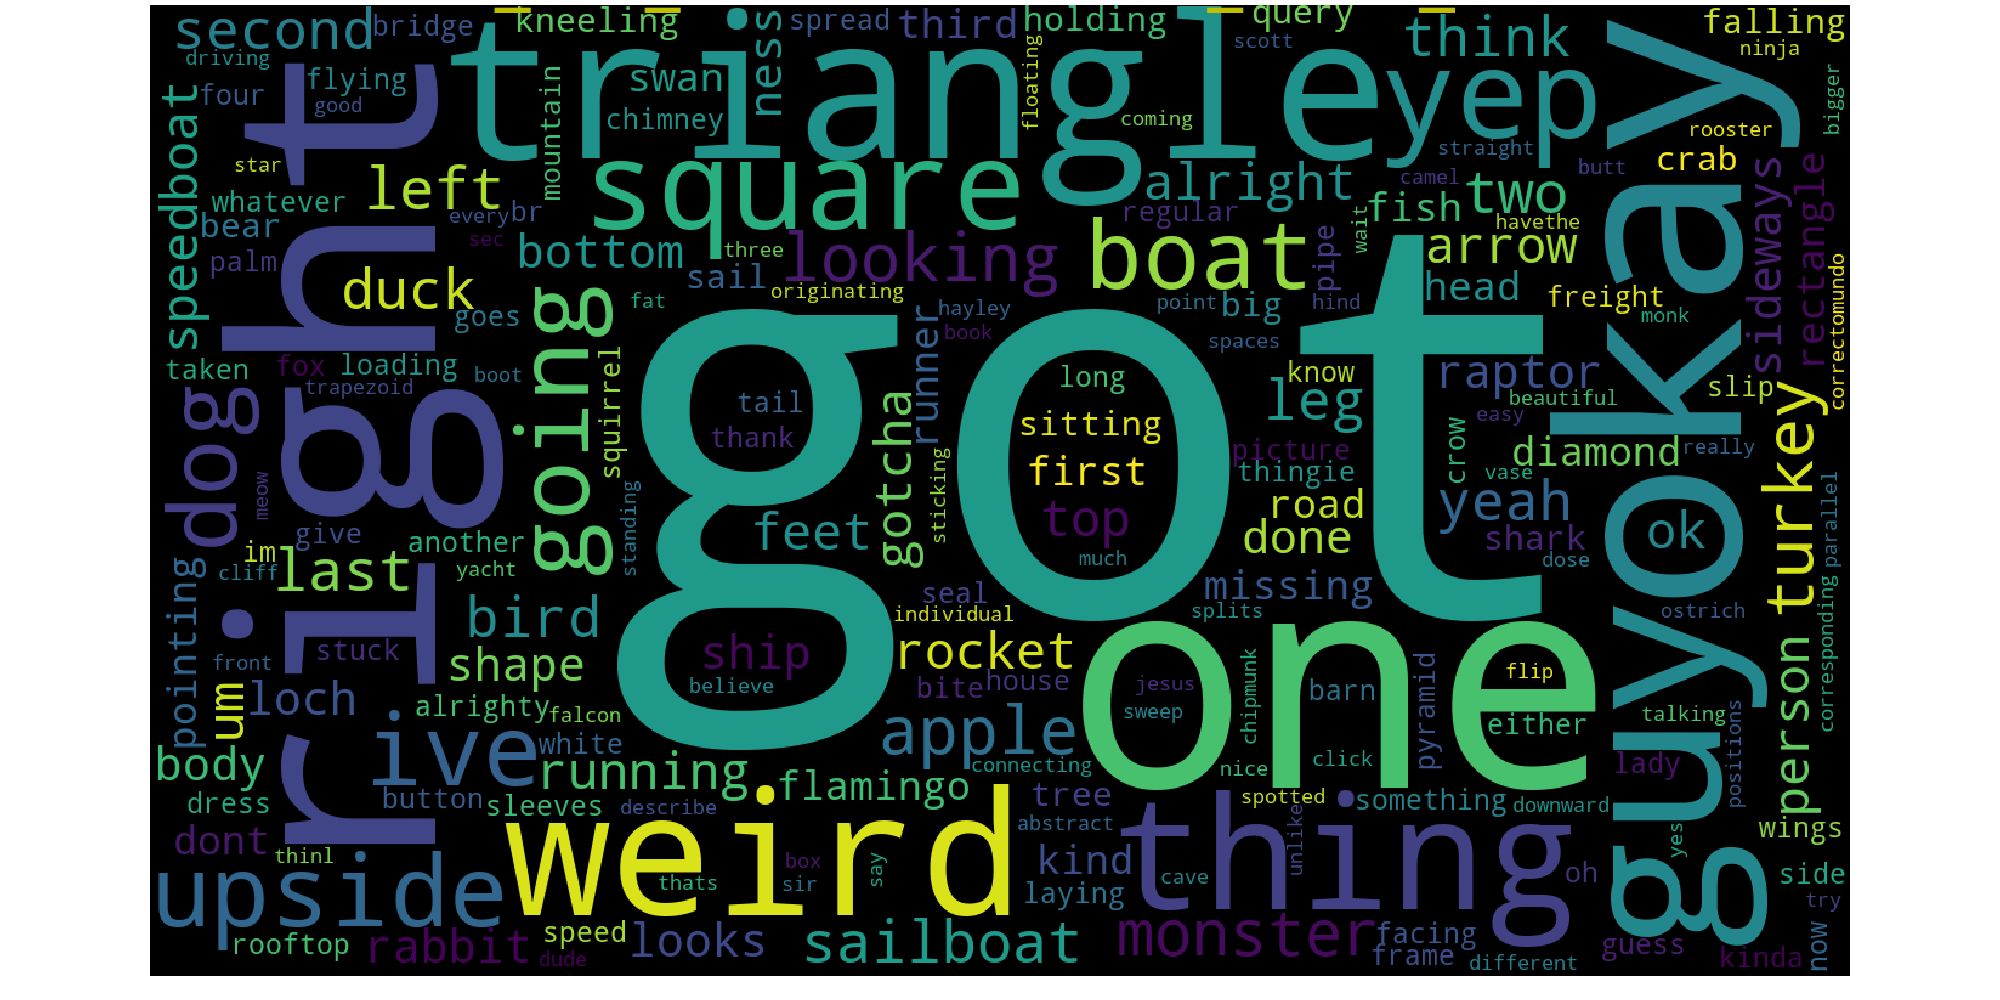 second
bridge
kneeling
spread
third
holding
query
think
falling
driving
triangle
yep
scott
ninja
four
flying
good
swan
chimney
ness
floating
coming
mountain
straight
rooster
bigger
speedboat
right
star
left
square
alright
camel
butt
crab
okay
whatever
every
br
regular
fish
two
havethe
sideways
rectangle
bear
sec
bottom
three
looking
boat
pipe
wait
arrow
palm
duck
sail
originating
head
freight
correctomundo
goes
going
fat
hayley
point
big
hind
monk
taken
fox
loading
book
spaces
got
runner
long
know
raptor
slip
trapezoid
boot
squirrel
tail
gotcha
sitting
leg
easy
beautiful
dog
thank
first
picture
thingie
crow
diamond
really
turkey
meow
sticking
top
road
vase
yeah
ok
pointing
give
another
standing
feet
much
done
shark
dose
parallel
im
cliff
last
yacht
seal
missing
person
corresponding
bird
individual
splits
one
ostrich
guy
front
stuck
shape
ship
rocket
believe
bite
house
jesus
chipmunk
barn
pyramid
flip
um
loch
alrighty
falcon
sweep
either
talking
positions
rive
white
apple
connecting
nice
click
lady
body
running
flamingo
dress
button
sleeves
describe
tree
spotted
something
downward
dont
weird
abstract
thing
unlike
yes
wings
thinl
box
say
kind
oh
upside
thats
sir
laying
cave
side
try
rooftop
rabbit
speed
dude
looks
sailboat
monster
facing
frame
different
guess
kinda
now